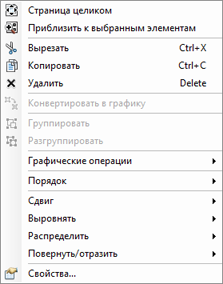 Страница целиком
Приблизить к выбранным элементам
Вырезать Ctrl+X
Копировать Ctrl+C
Удалить Delete
Конвертировать в графику
Группировать
Разгруппировать
Графические операции
Порядок
Сдвиг
Выровнять
Распределить
Повернуть/отразить
Свойства...